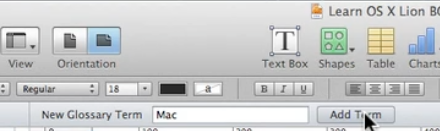 Learn OS X Lion
View Orientation Text Box Shapes Table Charts
Regular 18 a B I U
New Glossary Term Mac Add Term
100 200 300 400